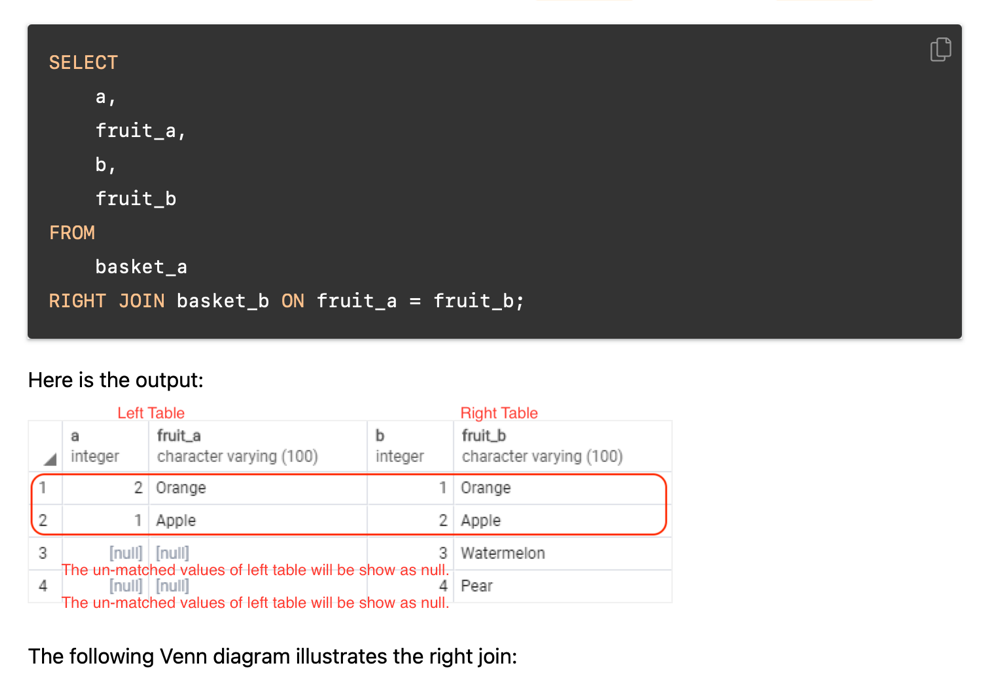 SELECT
a,
fruit_a,
b,
fruit_b
FROM
basket_a
RIGHT JOIN basket_b ON fruit_a = fruit_b;
Here is the output:
Left Table Right Table
a fruit_a b fruit_b
integer character varying (100) integer character varying (100)
1 2 Orange 1 Orange
2 1 Apple 2 Apple
3 [null] [null] 3 Watermelon
The un-matched values of left table will be show as null.
4 [null] [null] 4 Pear
The un-matched values of left table will be show as null.
The following Venn diagram illustrates the right join: